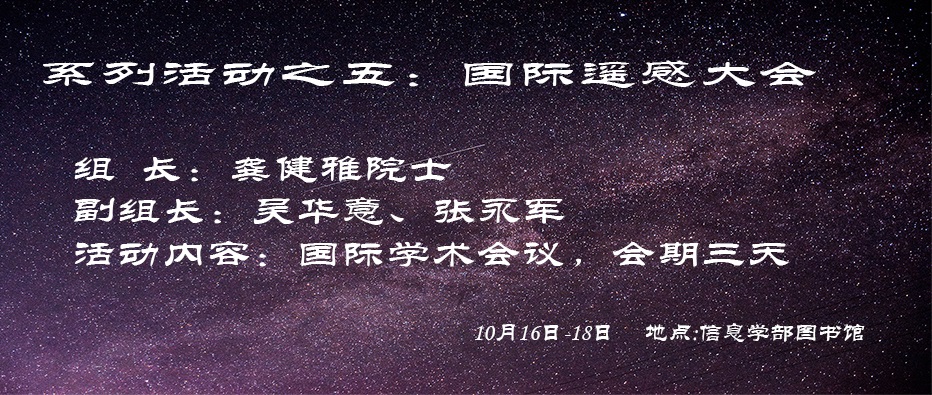 系列活动之五：国际遥感大会
组 长：龚健雅院士
副组长：吴华意、张永军
活动内容：国际学术会议，会期三天
10月16日-18日 地点:信息学部图书馆